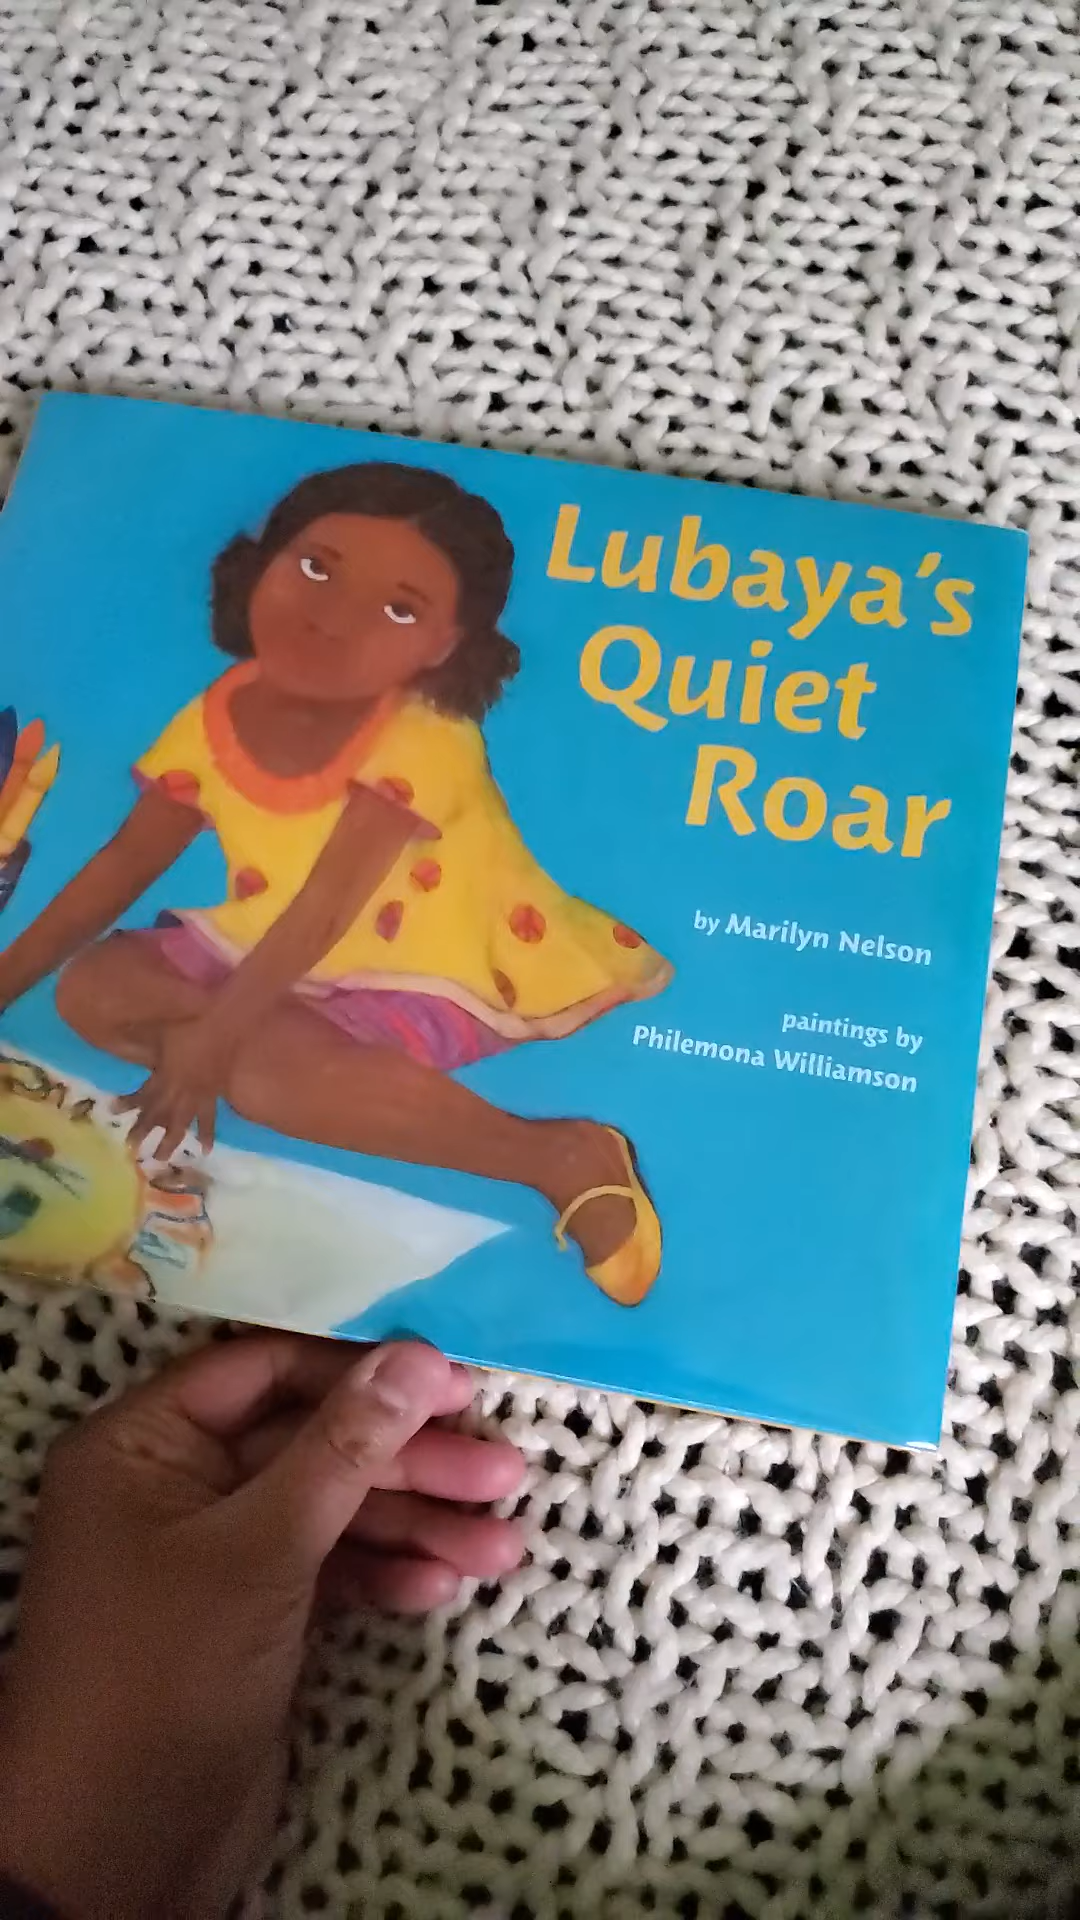 Lubaya's
Quiet
Roar
by Marilyn Nelson
paintings by
Philemona Williamson